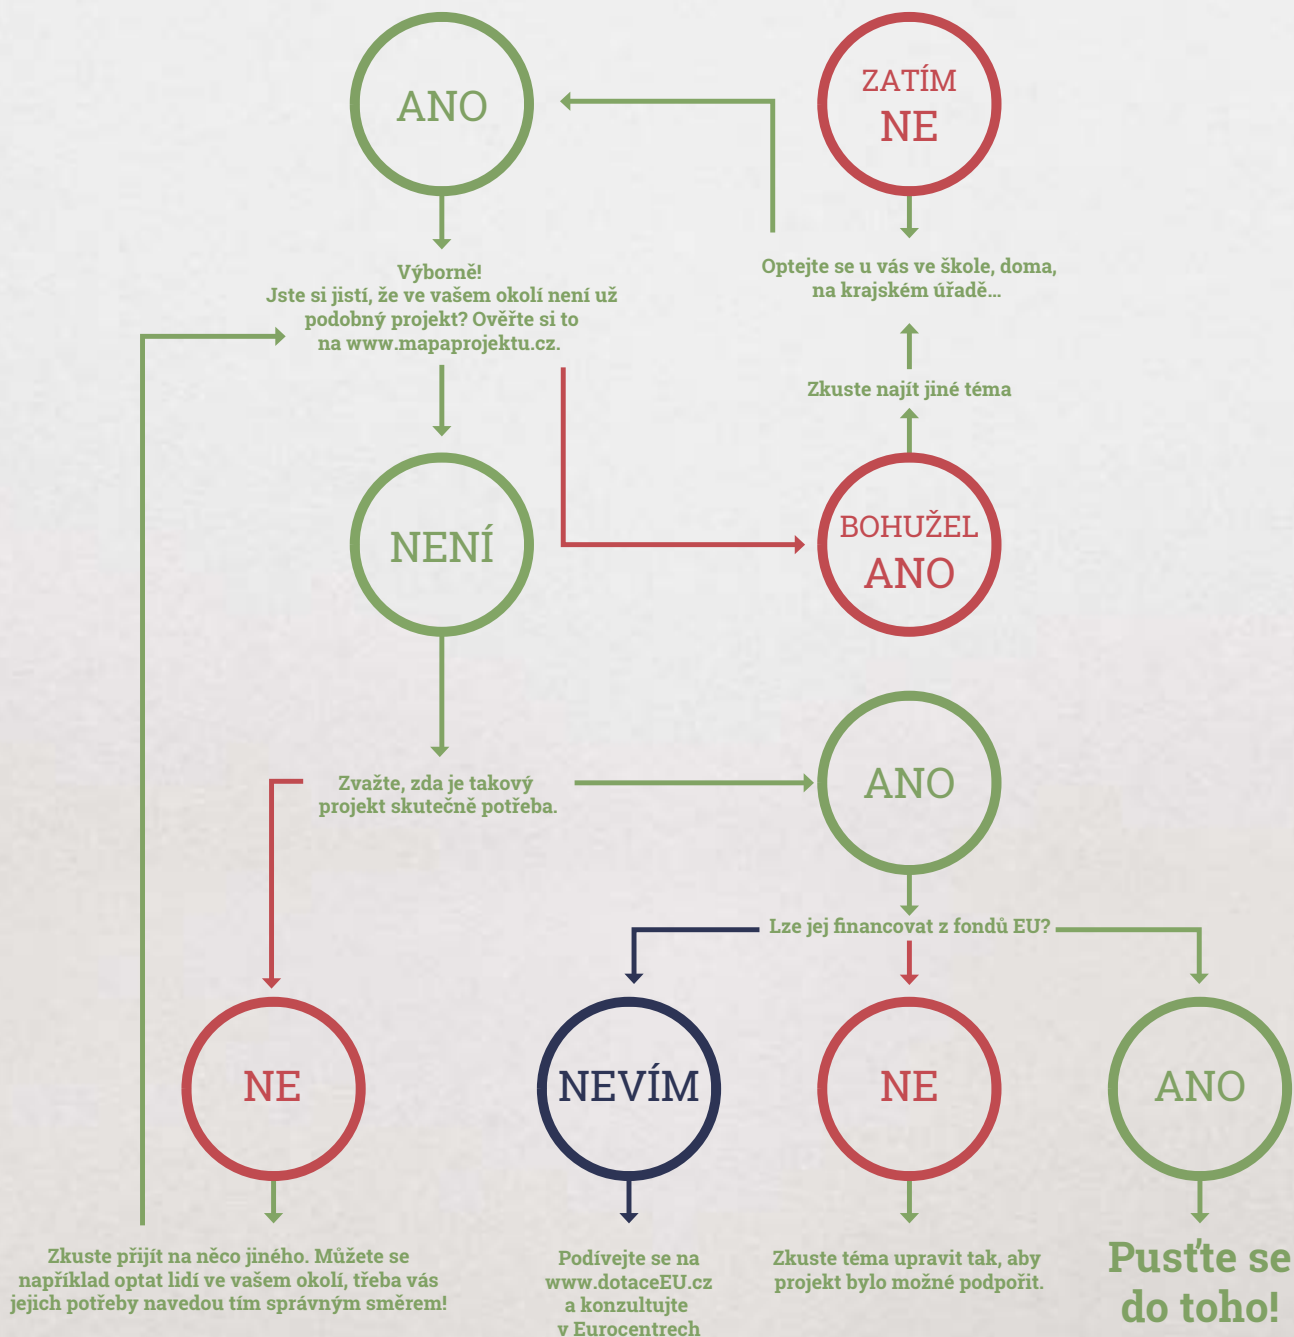 ANO
ZATÍM
NE
Výborně!
Jste si jistí, že ve vašem okolí není už
podobný projekt? Ověřte si to
na www.mapaprojektu.cz.
Optejte se u vás ve škole, doma,
na krajském úřadě...
Zkuste najít jiné téma
NENÍ
BOHUŽEL
ANO
Zvažte, zda je takový
projekt skutečně potřeba.
ANO
Lze jej financovat z fondů EU?
NE
NEVÍM
NE
ANO
Zkuste přijít na něco jiného. Můžete se
například optat lidí ve vašem okolí, třeba vás
jejich potřeby navedou tím správným směrem!
Podívejte se na
www.dotaceEU.cz
a konzultujte
v Eurocentrech
Zkuste téma upravit tak, aby
projekt bylo možné podpořit.
Pusťte se
do toho!